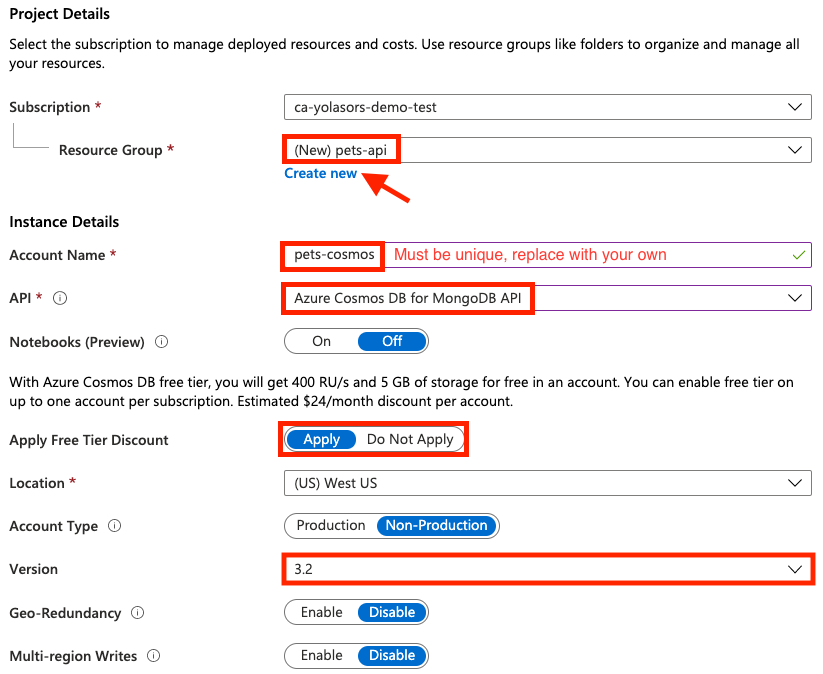 Project Details
Select the subscription to manage deployed resources and costs. Use resource groups like folders to organize and manage all
your resources.
Subscription *
ca-yolasors-demo-test
Resource Group *
(New) pets-api
Create new
Instance Details
Account Name *
pets-cosmos Must be unique, replace with your own
API *
Azure Cosmos DB for MongoDB API
Notebooks (Preview)
On Off
With Azure Cosmos DB free tier, you will get 400 RU/s and 5 GB of storage for free in an account. You can enable free tier on
up to one account per subscription. Estimated $24/month discount per account.
Apply Free Tier Discount
Apply Do Not Apply
Location *
(US) West US
Account Type
Production Non-Production
Version
3.2
Geo-Redundancy
Enable Disable
Multi-region Writes
Enable Disable